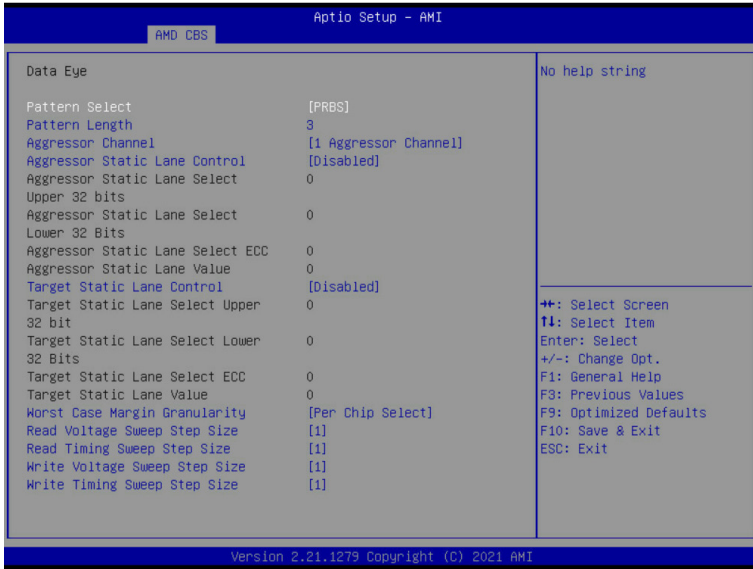 Aptio Setup - AMI
AMD CBS
Data Eye
No help string
Pattern Select [PRBS]
Pattern Length 3
Aggressor Channel [1 Aggressor Channel]
Aggressor Static Lane Control [Disabled]
Aggressor Static Lane Select 0
Upper 32 bits
Aggressor Static Lane Select 0
Lower 32 Bits
Aggressor Static Lane Select ECC 0
Aggressor Static Lane Value 0
Target Static Lane Control [Disabled]
Target Static Lane Select Upper 0
32 bit
Target Static Lane Select Lower 0
32 Bits
Target Static Lane Select ECC 0
Target Static Lane Value 0
Worst Case Margin Granularity [Per Chip Select]
Read Voltage Sweep Step Size [1]
Read Timing Sweep Step Size [1]
Write Voltage Sweep Step Size [1]
Write Timing Sweep Step Size [1]
→←: Select Screen
↑↓: Select Item
Enter: Select
+/-: Change Opt.
F1: General Help
F3: Previous Values
F9: Optimized Defaults
F10: Save & Exit
ESC: Exit
Version 2.21.1279 Copyright (C) 2021 AMI